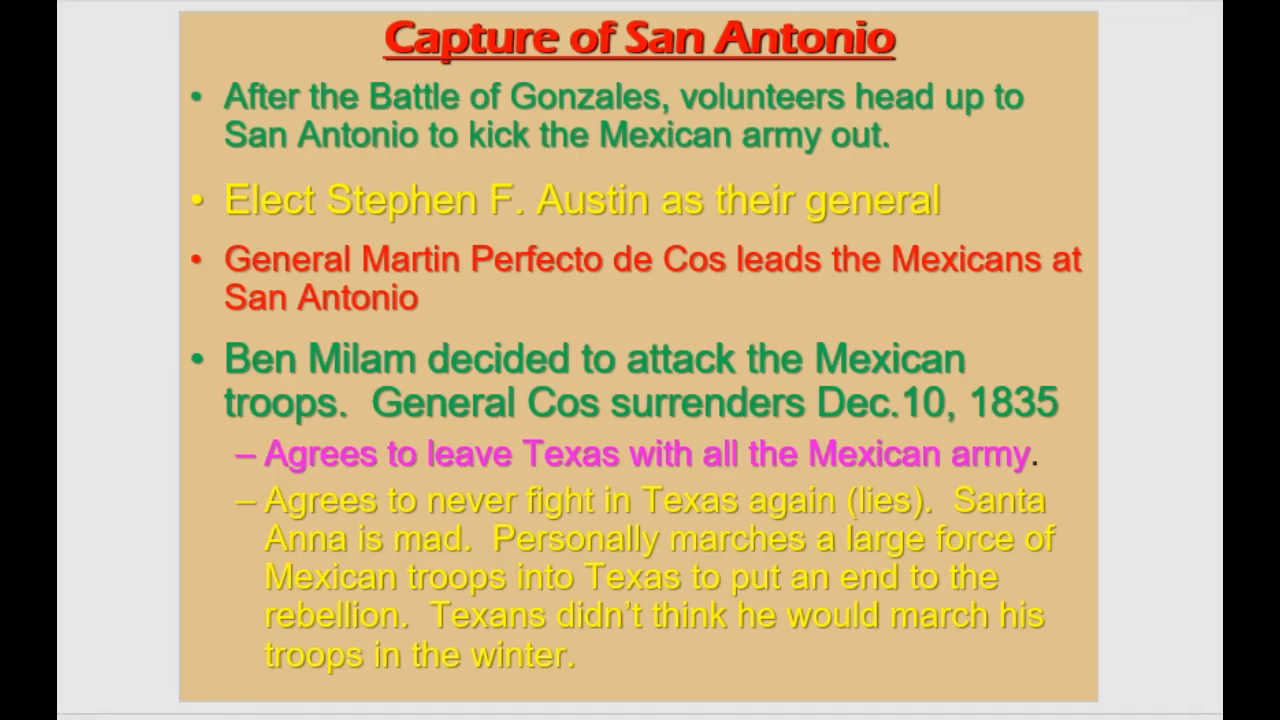 Capture of San Antonio
• After the Battle of Gonzales, volunteers head up to
San Antonio to kick the Mexican army out.
• Elect Stephen F. Austin as their general
• General Martin Perfecto de Cos leads the Mexicans at
San Antonio
• Ben Milam decided to attack the Mexican
troops.  General Cos surrenders Dec.10, 1835
– Agrees to leave Texas with all the Mexican army.
– Agrees to never fight in Texas again (lies).  Santa
Anna is mad.  Personally marches a large force of
Mexican troops into Texas to put an end to the
rebellion.  Texans didn’t think he would march his
troops in the winter.